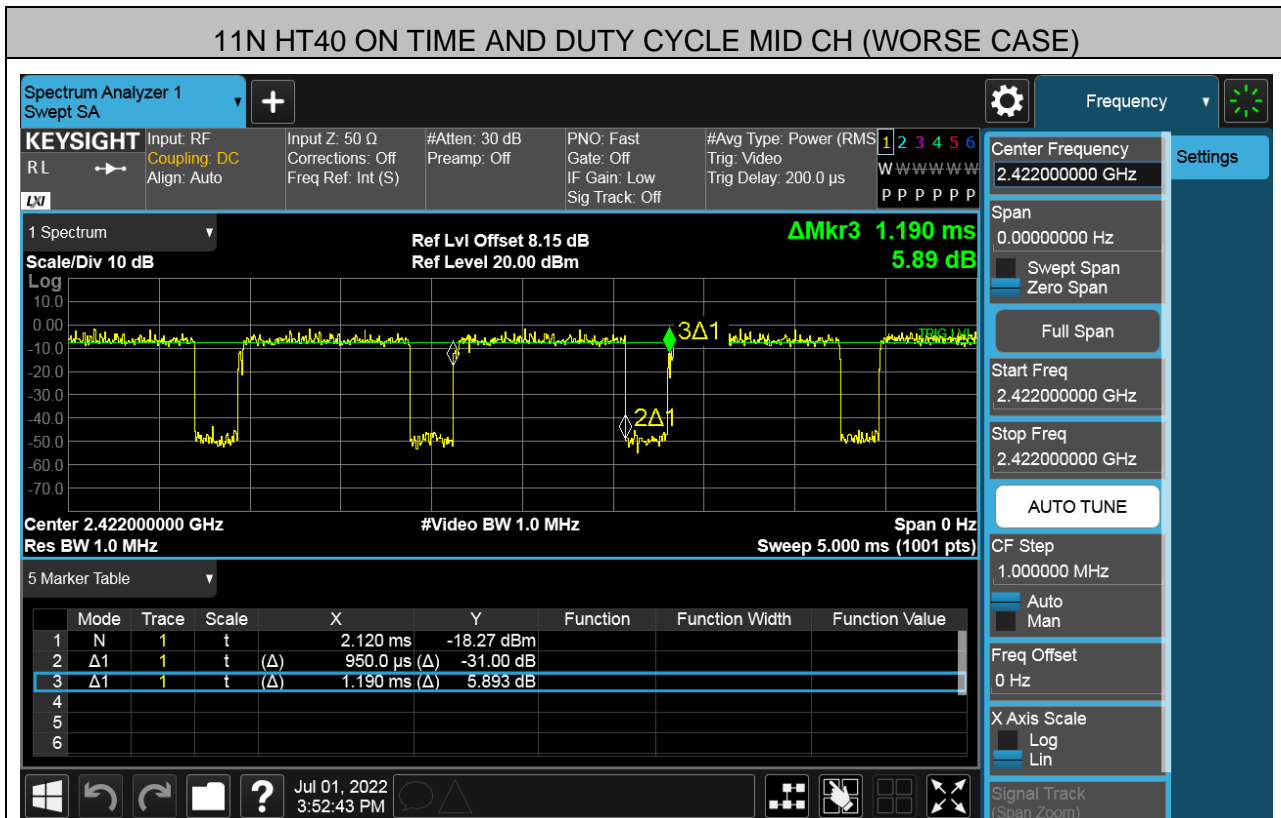 11N HT40 ON TIME AND DUTY CYCLE MID CH (WORSE CASE)
Spectrum Analyzer 1
Swept SA
+
Frequency
KEYSIGHT
RL
LXI
Input: RF
Coupling: DC
Align: Auto
Input Z: 50 Ω
Corrections: Off
Freq Ref: Int (S)
#Atten: 30 dB
Preamp: Off
PNO: Fast
Gate: Off
IF Gain: Low
Sig Track: Off
#Avg Type: Power (RMS
Trig: Video
Trig Delay: 200.0 µs
1 2 3 4 5 6
W W W W W W
P P P P P P
1 Spectrum
Scale/Div 10 dB
Ref Lvl Offset 8.15 dB
Ref Level 20.00 dBm
ΔMkr3 1.190 ms
5.89 dB
Log
10.0
0.00
-10.0
-20.0
-30.0
-40.0
-50.0
-60.0
-70.0
1
3Δ1
2Δ1
TRIG LVL
Center 2.422000000 GHz
#Video BW 1.0 MHz
Span 0 Hz
Res BW 1.0 MHz
Sweep 5.000 ms (1001 pts)
5 Marker Table
Mode Trace Scale X Y Function Function Width Function Value
1 N 1 t 2.120 ms -18.27 dBm
2 Δ1 1 t (Δ) 950.0 µs (Δ) -31.00 dB
3 Δ1 1 t (Δ) 1.190 ms (Δ) 5.893 dB
4
5
6
Center Frequency
2.422000000 GHz
Settings
Span
0.00000000 Hz
Swept Span
Zero Span
Full Span
Start Freq
2.422000000 GHz
Stop Freq
2.422000000 GHz
AUTO TUNE
CF Step
1.000000 MHz
Auto
Man
Freq Offset
0 Hz
X Axis Scale
Log
Lin
Signal Track
(Span Zoom)
?
Jul 01, 2022
3:52:43 PM